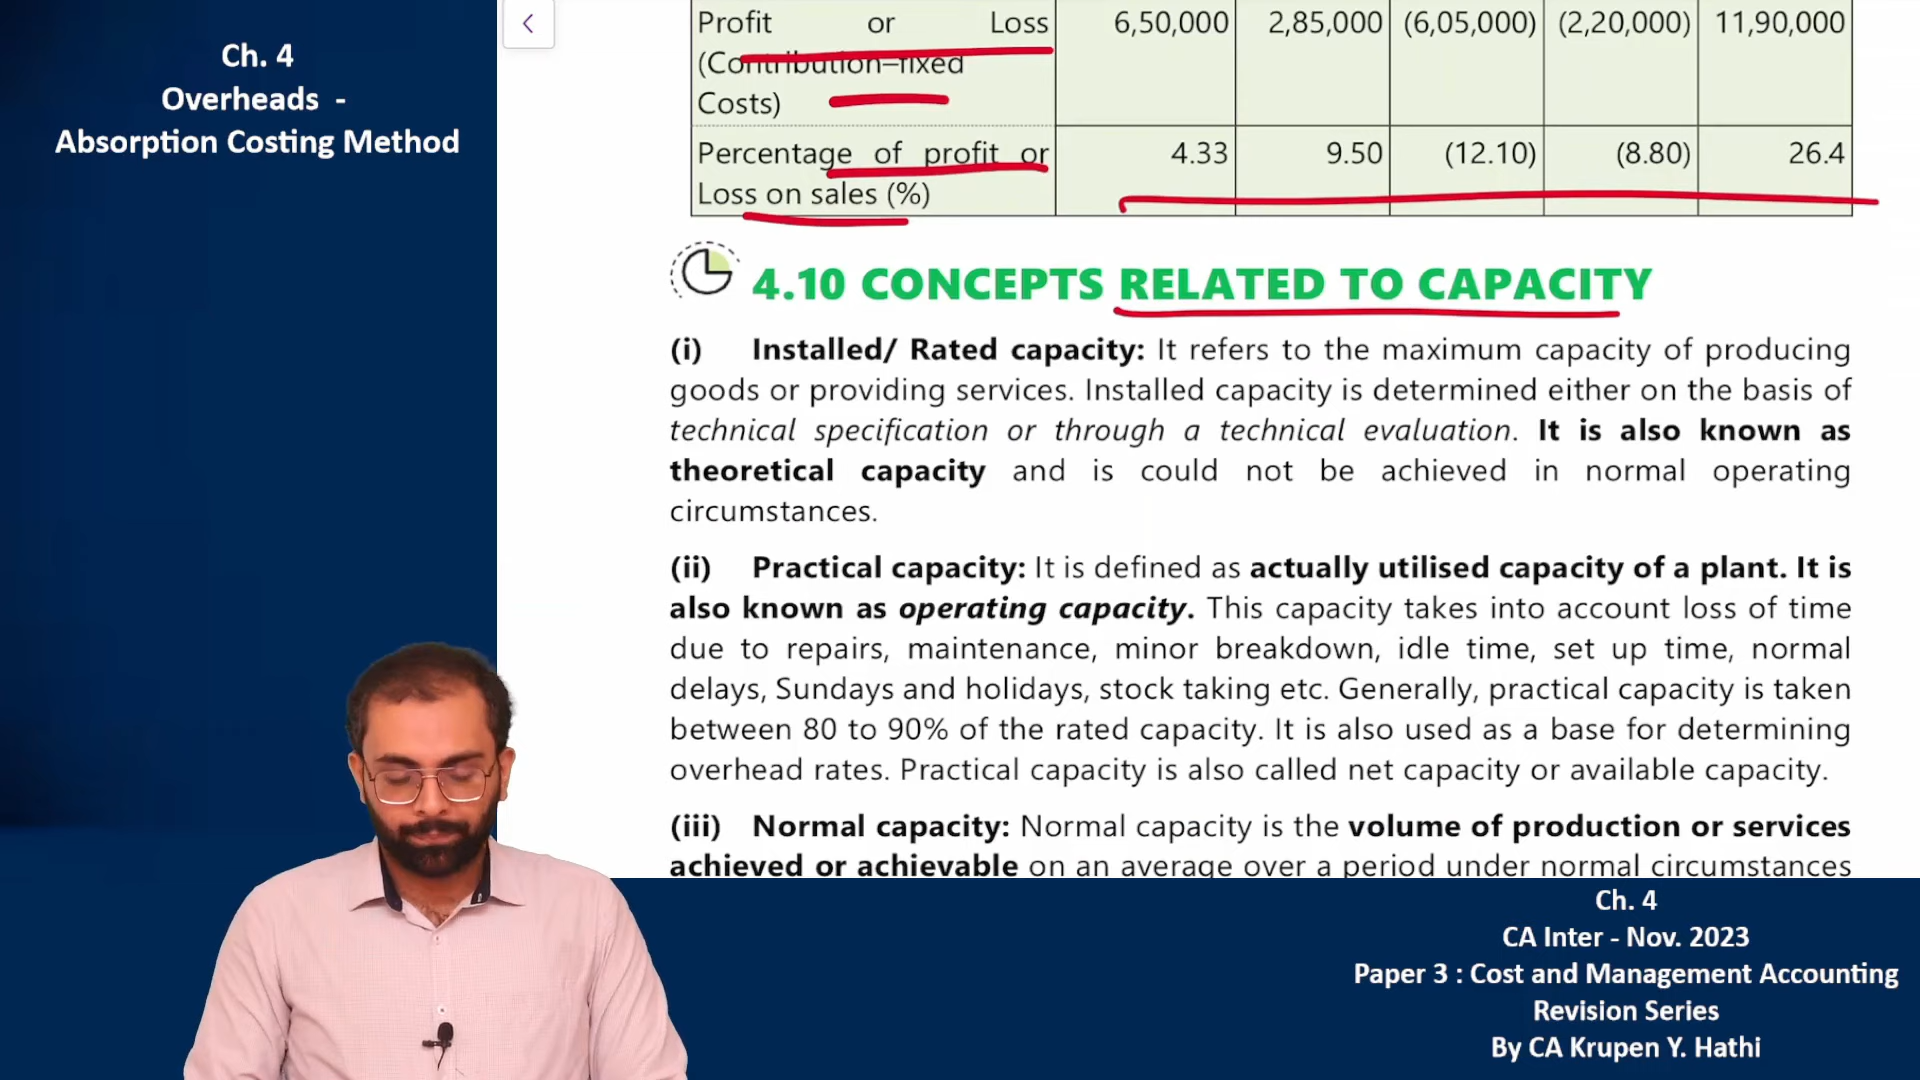 Ch. 4
Overheads -
Absorption Costing Method
Profit or Loss 6,50,000 2,85,000 (6,05,000) (2,20,000) 11,90,000
(Contribution–fixed
Costs)
Percentage of profit or 4.33 9.50 (12.10) (8.80) 26.4
Loss on sales (%)
4.10 CONCEPTS RELATED TO CAPACITY
(i) Installed/ Rated capacity: It refers to the maximum capacity of producing
goods or providing services. Installed capacity is determined either on the basis of
technical specification or through a technical evaluation. It is also known as
theoretical capacity and is could not be achieved in normal operating
circumstances.
(ii) Practical capacity: It is defined as actually utilised capacity of a plant. It is
also known as operating capacity. This capacity takes into account loss of time
due to repairs, maintenance, minor breakdown, idle time, set up time, normal
delays, Sundays and holidays, stock taking etc. Generally, practical capacity is taken
between 80 to 90% of the rated capacity. It is also used as a base for determining
overhead rates. Practical capacity is also called net capacity or available capacity.
(iii) Normal capacity: Normal capacity is the volume of production or services
achieved or achievable on an average over a period under normal circumstances
Ch. 4
CA Inter - Nov. 2023
Paper 3 : Cost and Management Accounting
Revision Series
By CA Krupen Y. Hathi